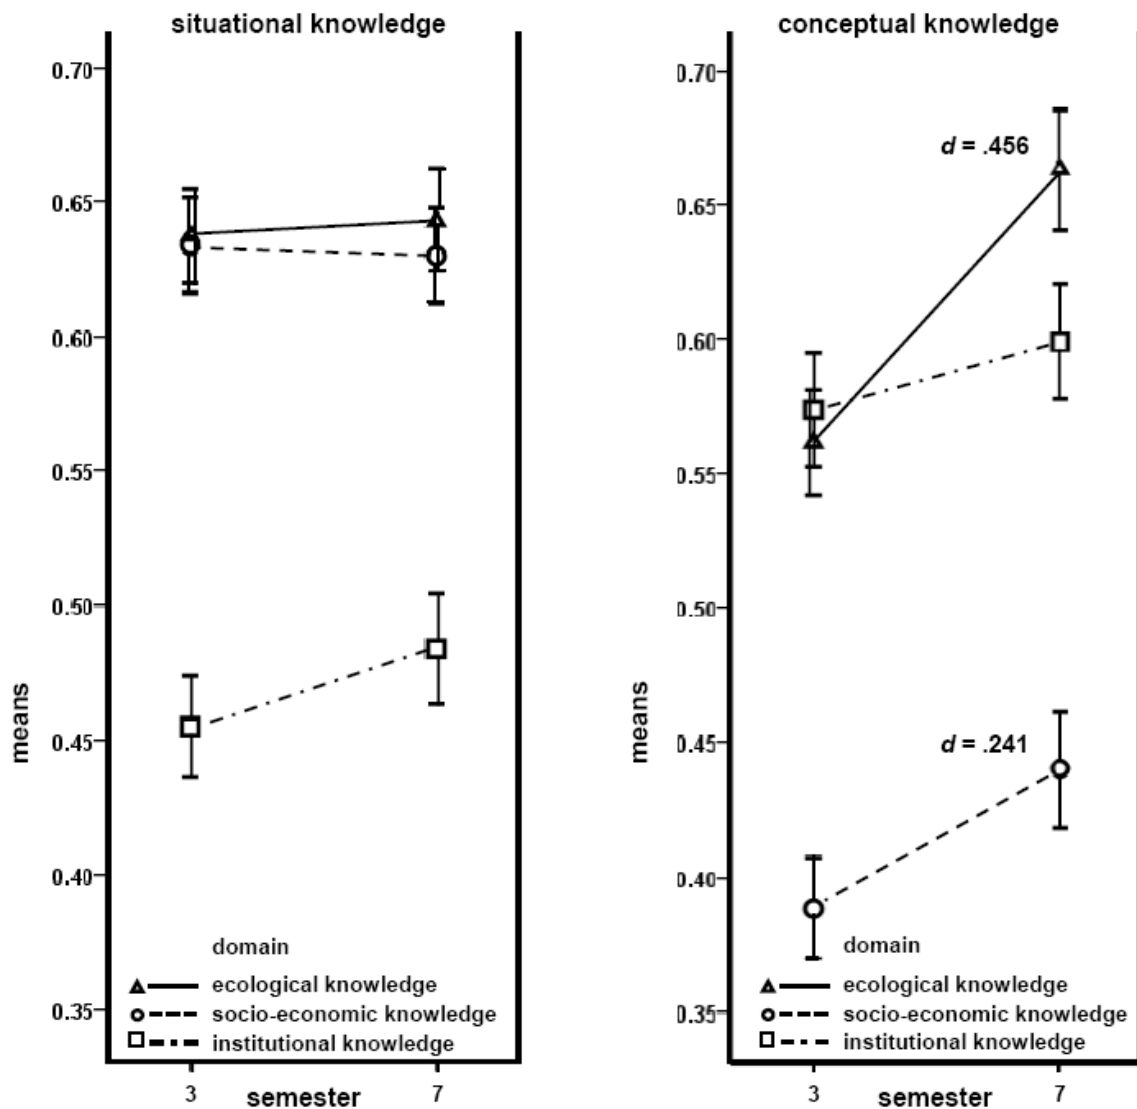 situational knowledge
0.70
0.65
0.60
0.55
0.50
0.45
0.40
0.35
means
domain
ecological knowledge
socio-economic knowledge
institutional knowledge
3
7
semester
conceptual knowledge
0.70
0.65
0.60
0.55
0.50
0.45
0.40
0.35
means
d = .456
d = .241
domain
ecological knowledge
socio-economic knowledge
institutional knowledge
3
7
semester